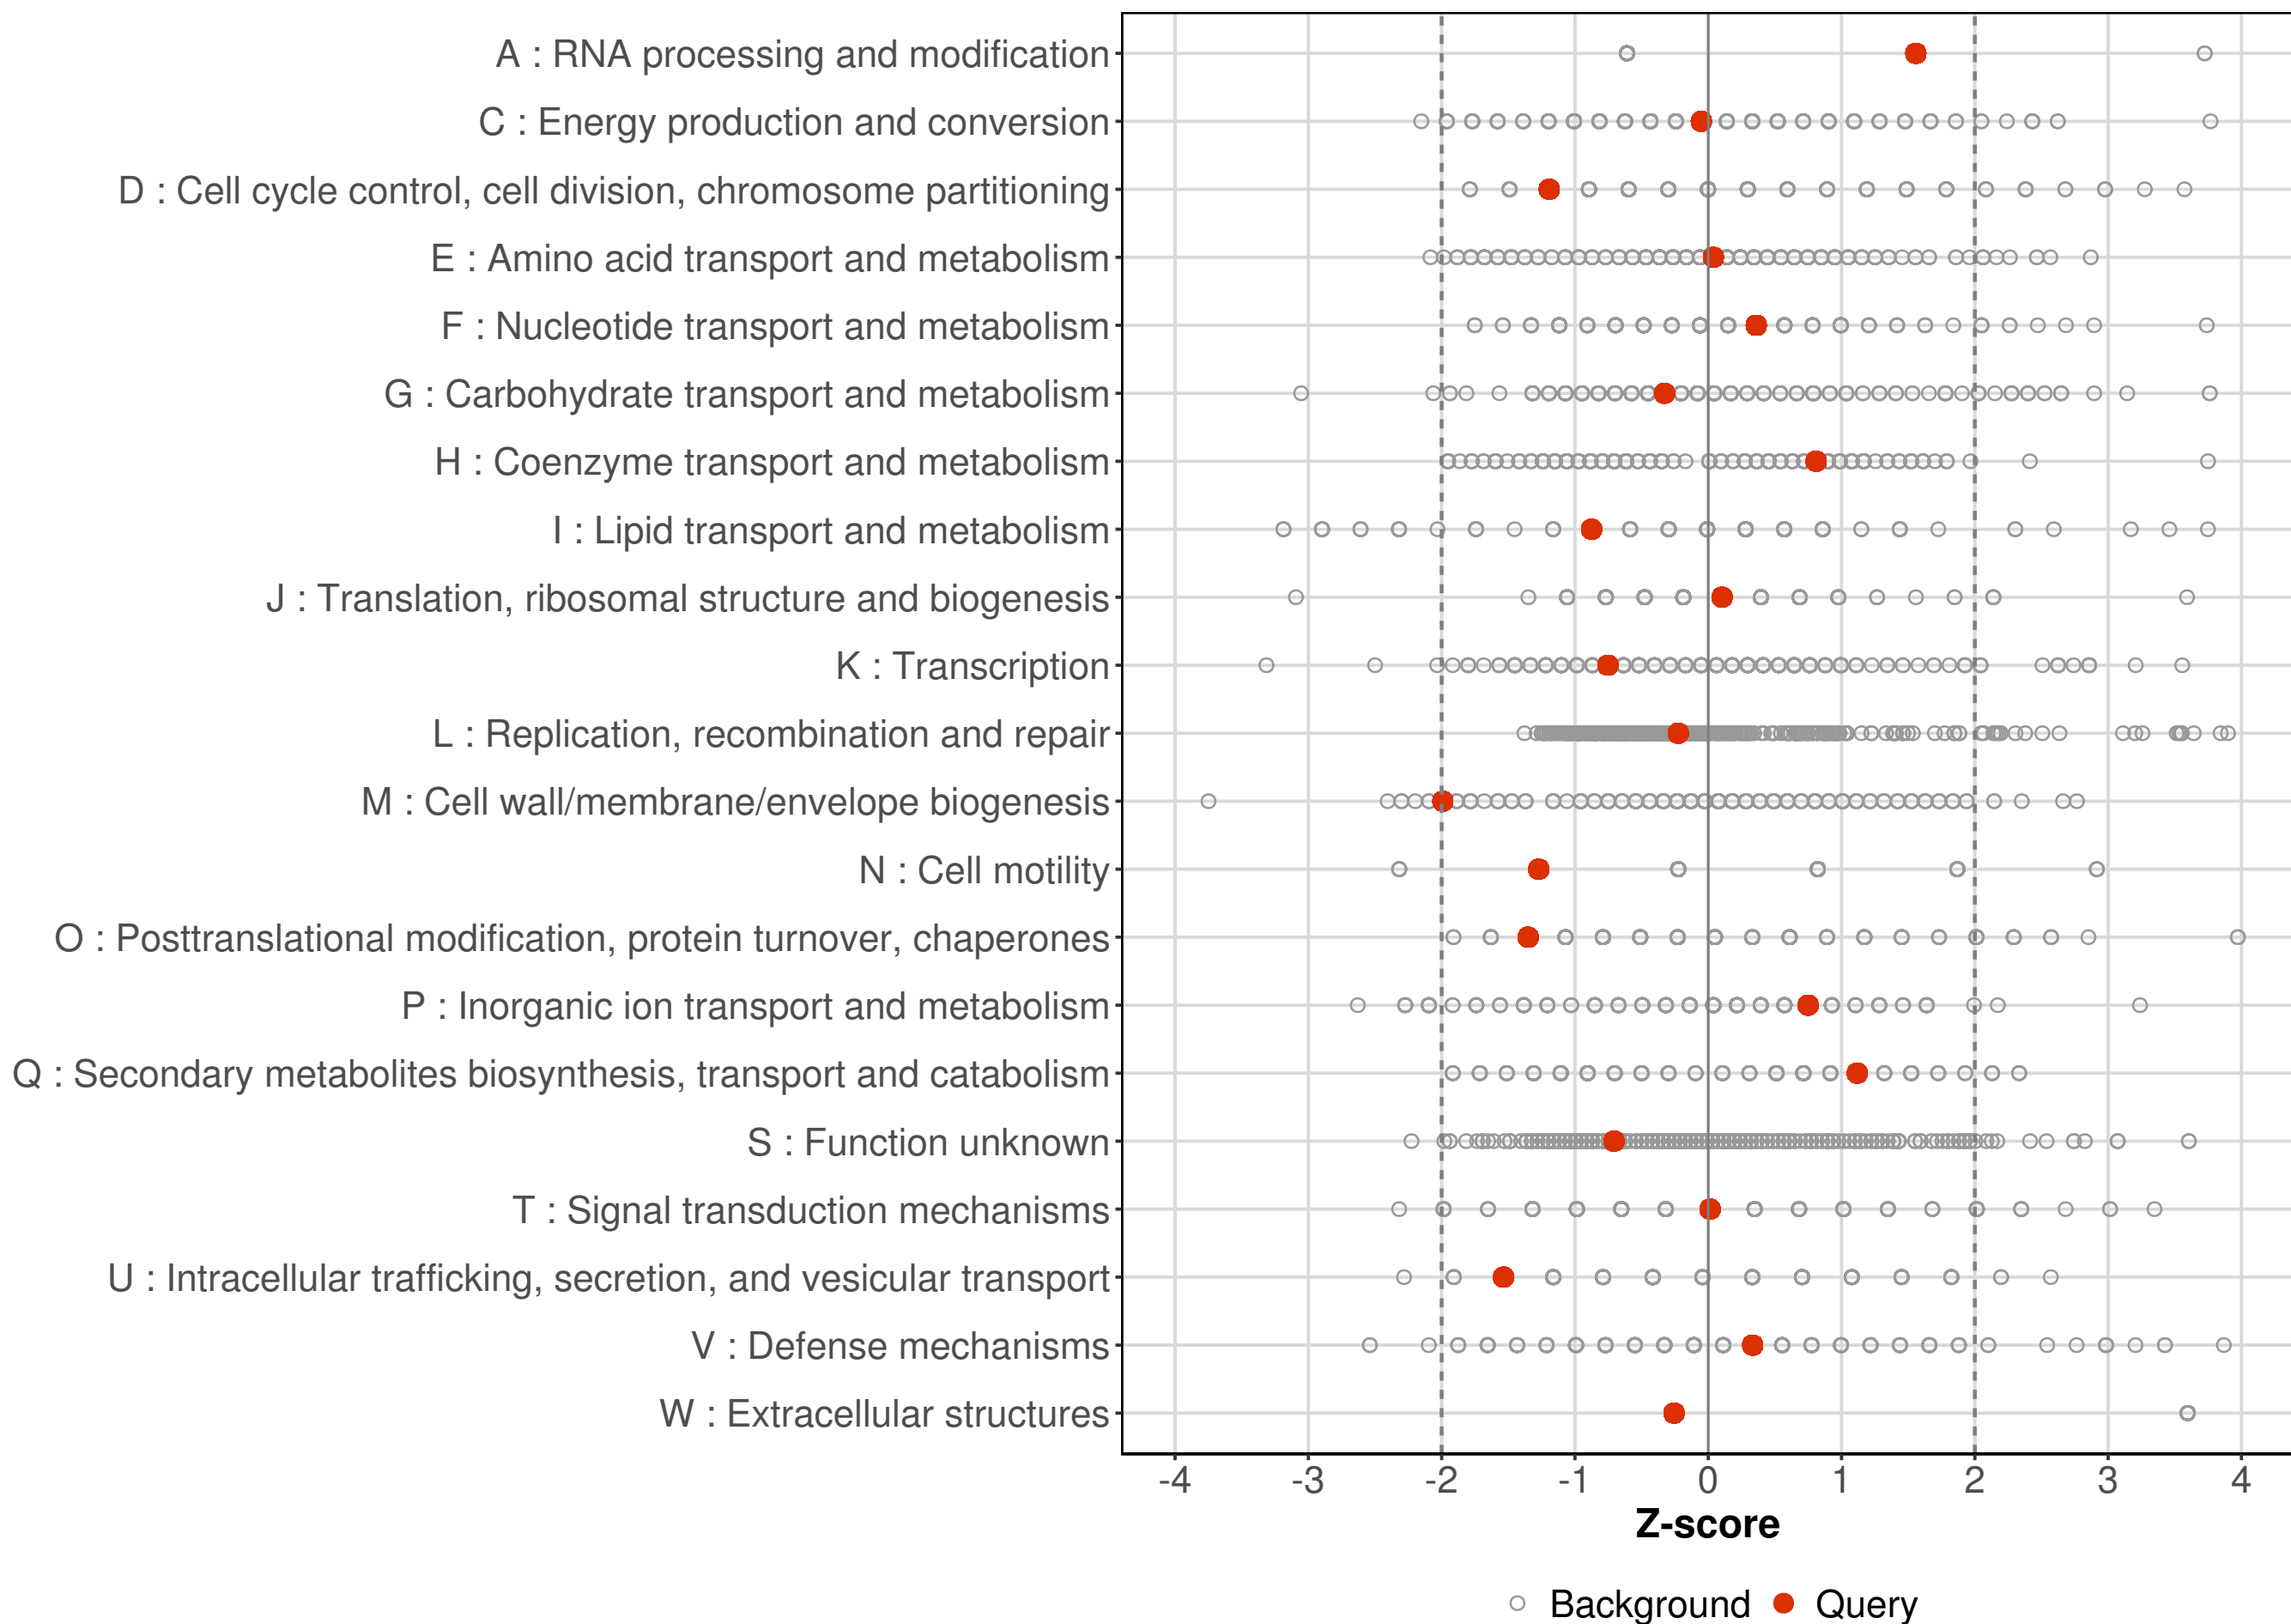 A : RNA processing and modification
C : Energy production and conversion
D : Cell cycle control, cell division, chromosome partitioning
E : Amino acid transport and metabolism
F : Nucleotide transport and metabolism
G : Carbohydrate transport and metabolism
H : Coenzyme transport and metabolism
I : Lipid transport and metabolism
J : Translation, ribosomal structure and biogenesis
K : Transcription
L : Replication, recombination and repair
M : Cell wall/membrane/envelope biogenesis
N : Cell motility
O : Posttranslational modification, protein turnover, chaperones
P : Inorganic ion transport and metabolism
Q : Secondary metabolites biosynthesis, transport and catabolism
S : Function unknown
T : Signal transduction mechanisms
U : Intracellular trafficking, secretion, and vesicular transport
V : Defense mechanisms
W : Extracellular structures
-4 -3 -2 -1 0 1 2 3 4
Z-score
Background Query